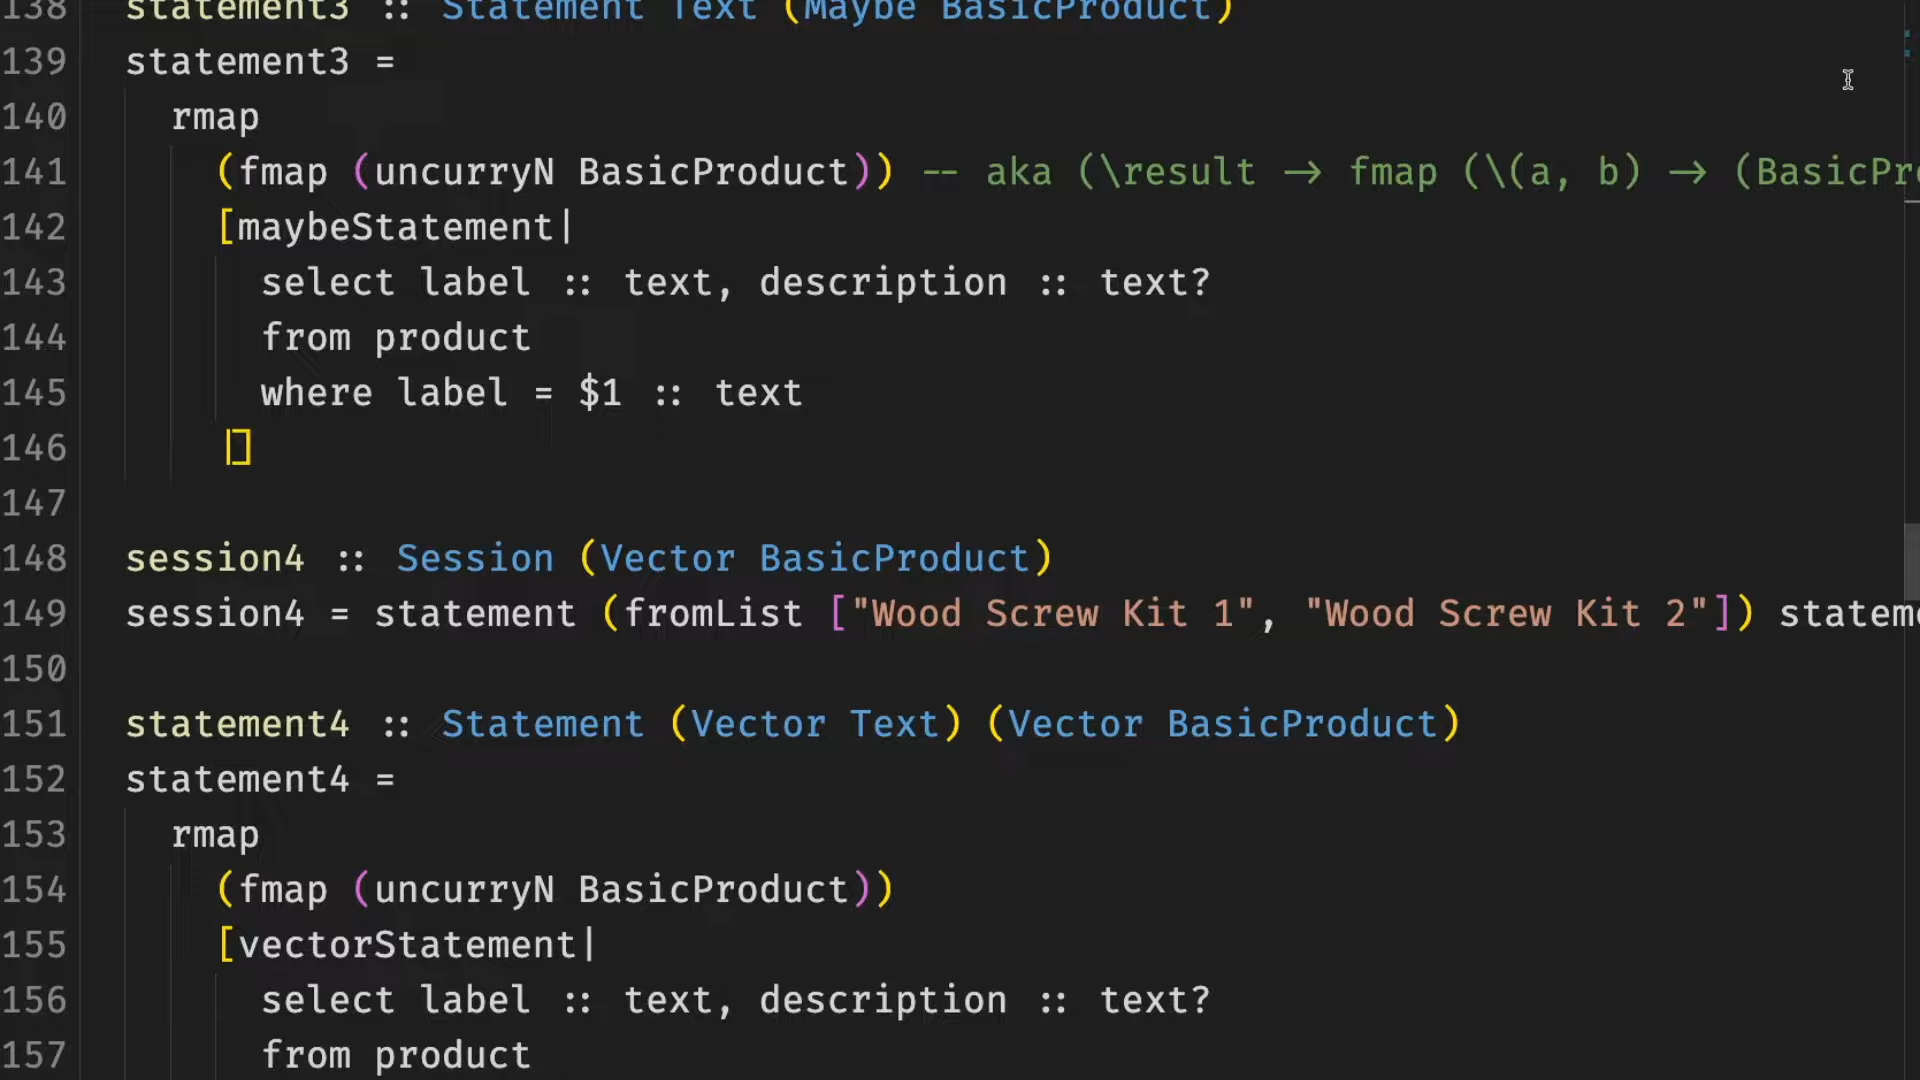 138 statement3 :: Statement Text (Maybe BasicProduct)
139 statement3 =
140 rmap
141 (fmap (uncurryN BasicProduct)) -- aka (\result -> fmap (\(a, b) -> (BasicPr
142 [maybeStatement|
143 select label :: text, description :: text?
144 from product
145 where label = $1 :: text
146 |]
147
148 session4 :: Session (Vector BasicProduct)
149 session4 = statement (fromList ["Wood Screw Kit 1", "Wood Screw Kit 2"]) statem
150
151 statement4 :: Statement (Vector Text) (Vector BasicProduct)
152 statement4 =
153 rmap
154 (fmap (uncurryN BasicProduct))
155 [vectorStatement|
156 select label :: text, description :: text?
157 from product